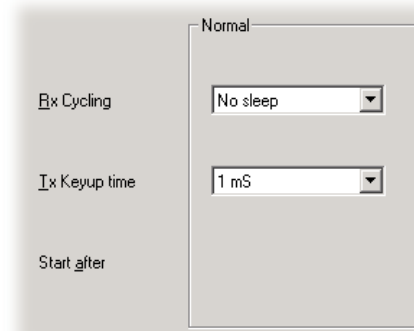 Normal
Rx Cycling No sleep
Tx Keyup time 1 mS
Start after